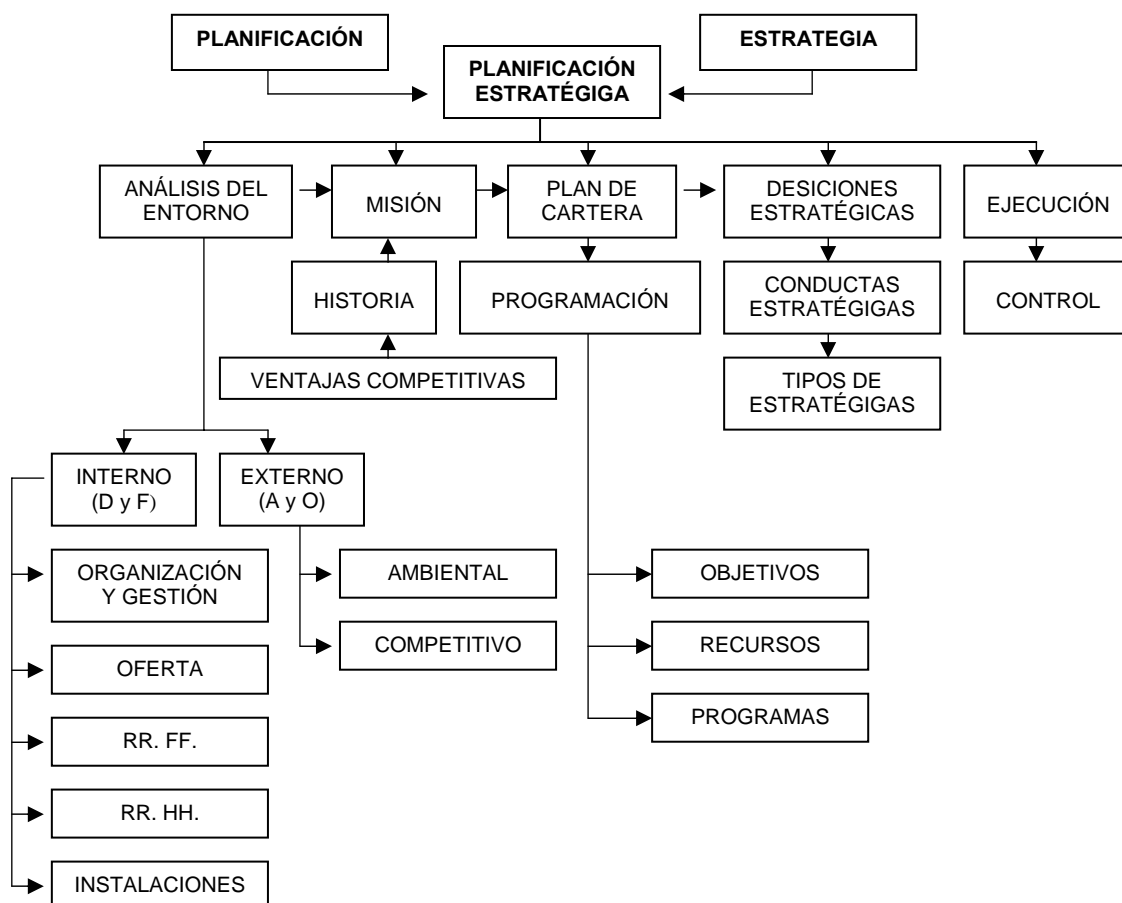 PLANIFICACIÓN
ESTRATEGIA
PLANIFICACIÓN
ESTRATÉGIGA
ANÁLISIS DEL
ENTORNO
MISIÓN
PLAN DE
CARTERA
DESICIONES
ESTRATÉGICAS
EJECUCIÓN
HISTORIA
PROGRAMACIÓN
CONDUCTAS
ESTRATÉGIGAS
CONTROL
VENTAJAS COMPETITIVAS
TIPOS DE
ESTRATÉGIGAS
INTERNO
(D y F)
EXTERNO
(A y O)
ORGANIZACIÓN
Y GESTIÓN
AMBIENTAL
OBJETIVOS
OFERTA
COMPETITIVO
RECURSOS
RR. FF.
PROGRAMAS
RR. HH.
INSTALACIONES